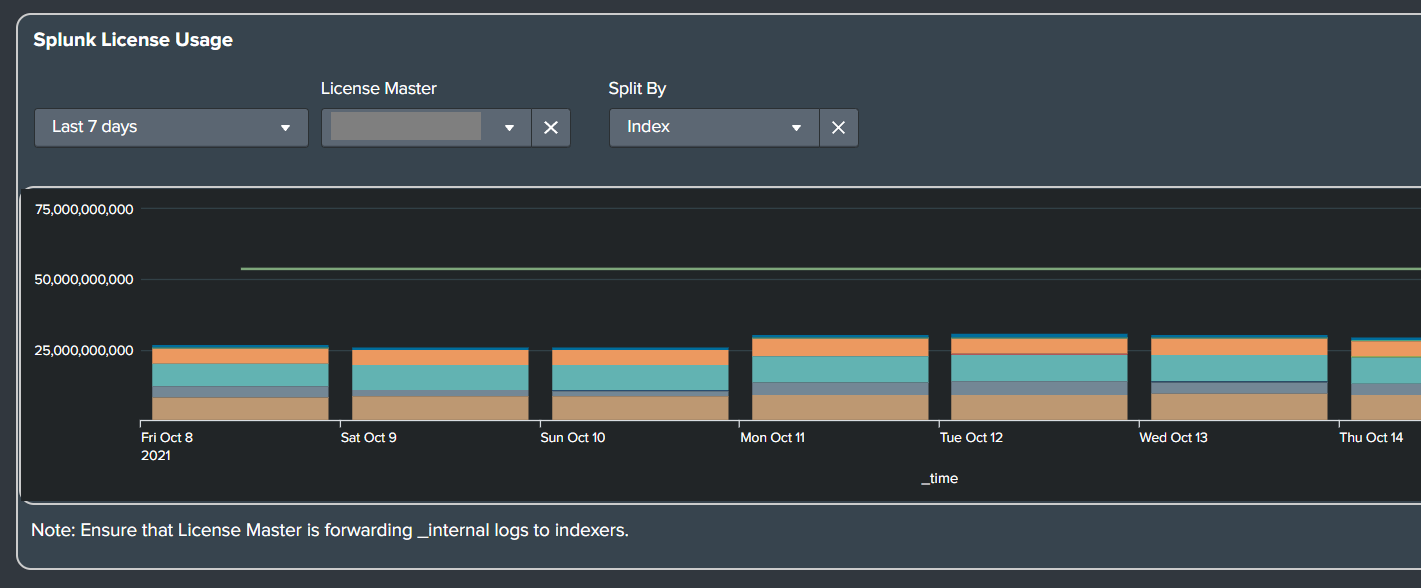 Splunk License Usage
License Master
Split By
Last 7 days
Index
75,000,000,000
50,000,000,000
25,000,000,000
Fri Oct 8
2021
Sat Oct 9
Sun Oct 10
Mon Oct 11
Tue Oct 12
Wed Oct 13
Thu Oct 14
_time
Note: Ensure that License Master is forwarding _internal logs to indexers.